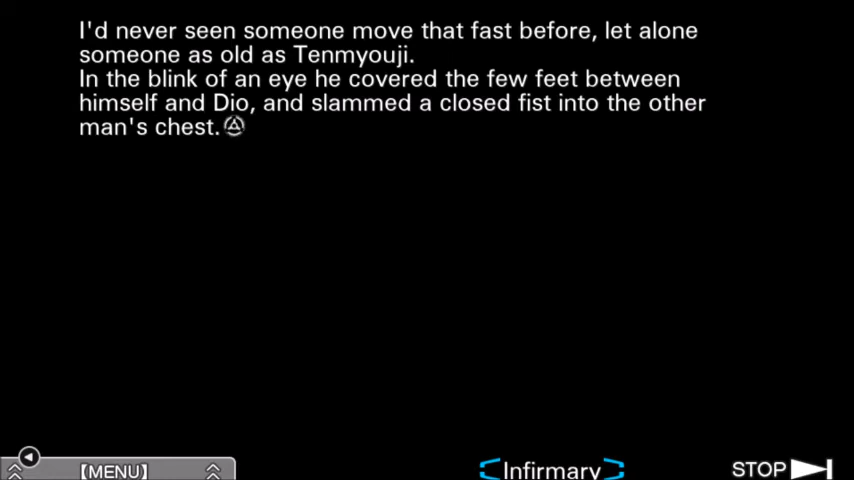 I'd never seen someone move that fast before, let alone
someone as old as Tenmyouji.
In the blink of an eye he covered the few feet between
himself and Dio, and slammed a closed fist into the other
man's chest.
【MENU】
Infirmary
STOP